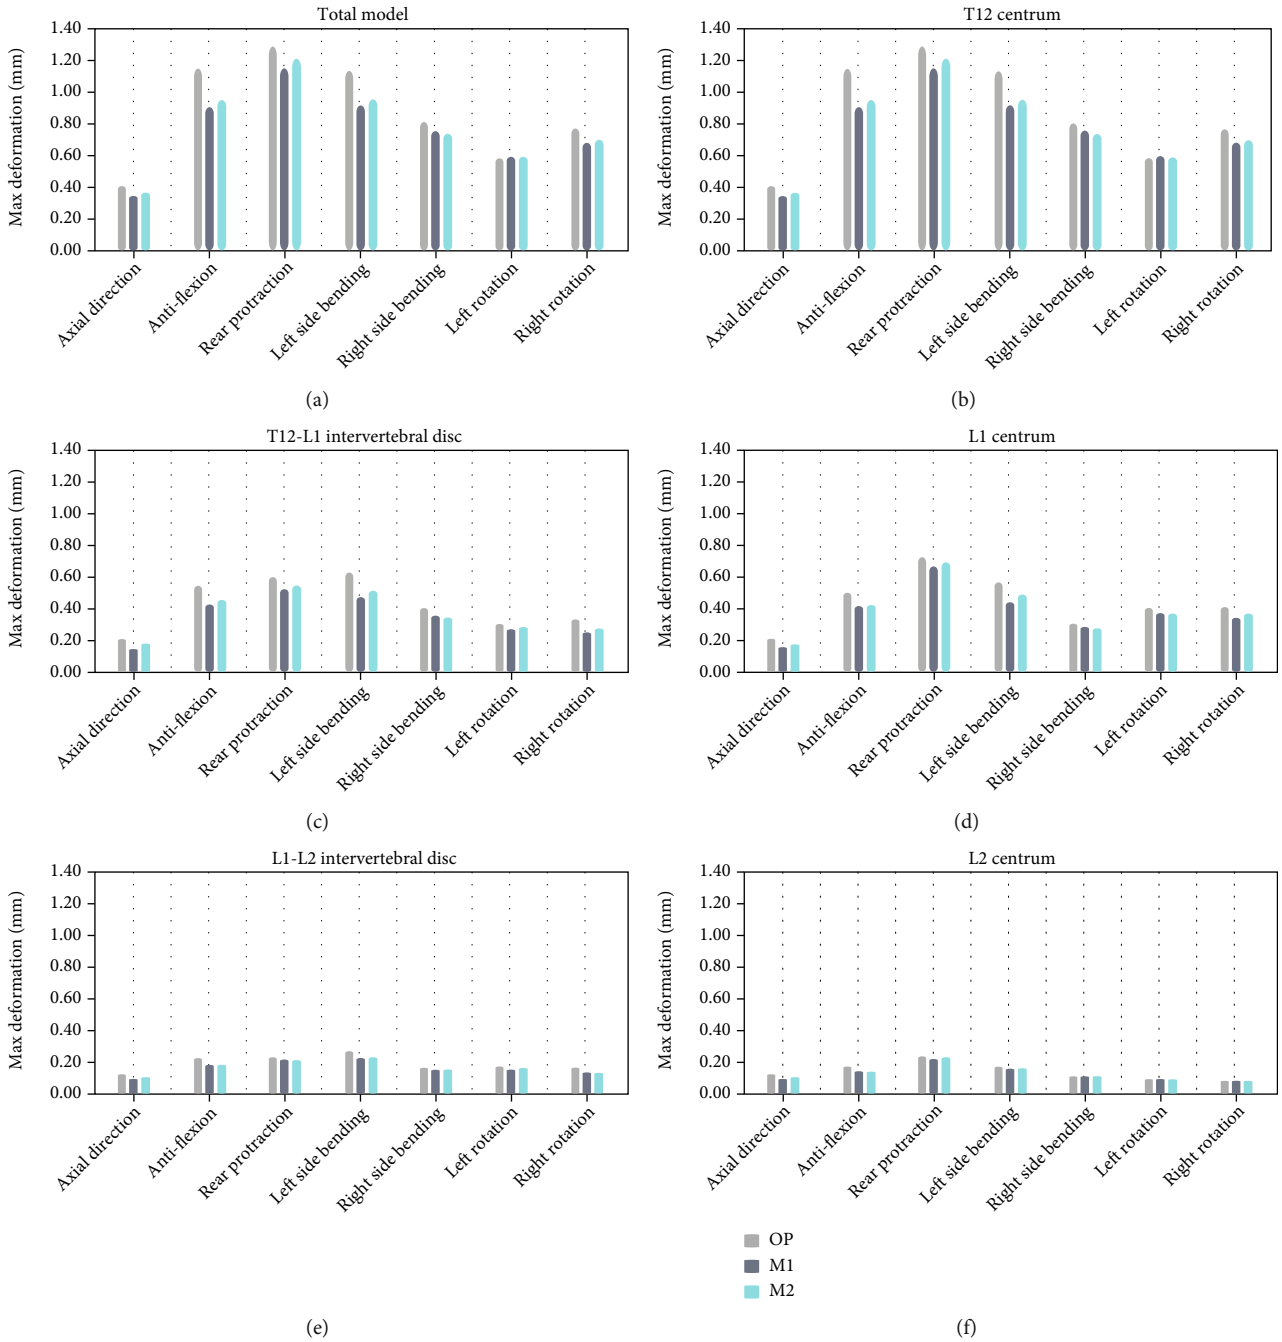 Total model
Max deformation (mm)
1.40
1.20
1.00
0.80
0.60
0.40
0.20
0.00
Axial direction
Anti-flexion
Rear protraction
Left side bending
Right side bending
Left rotation
Right rotation
(a)
T12 centrum
Max deformation (mm)
1.40
1.20
1.00
0.80
0.60
0.40
0.20
0.00
Axial direction
Anti-flexion
Rear protraction
Left side bending
Right side bending
Left rotation
Right rotation
(b)
T12-L1 intervertebral disc
Max deformation (mm)
1.40
1.20
1.00
0.80
0.60
0.40
0.20
0.00
Axial direction
Anti-flexion
Rear protraction
Left side bending
Right side bending
Left rotation
Right rotation
(c)
L1 centrum
Max deformation (mm)
1.40
1.20
1.00
0.80
0.60
0.40
0.20
0.00
Axial direction
Anti-flexion
Rear protraction
Left side bending
Right side bending
Left rotation
Right rotation
(d)
L1-L2 intervertebral disc
Max deformation (mm)
1.40
1.20
1.00
0.80
0.60
0.40
0.20
0.00
Axial direction
Anti-flexion
Rear protraction
Left side bending
Right side bending
Left rotation
Right rotation
(e)
L2 centrum
Max deformation (mm)
1.40
1.20
1.00
0.80
0.60
0.40
0.20
0.00
Axial direction
Anti-flexion
Rear protraction
Left side bending
Right side bending
Left rotation
Right rotation
OP
M1
M2
(f)